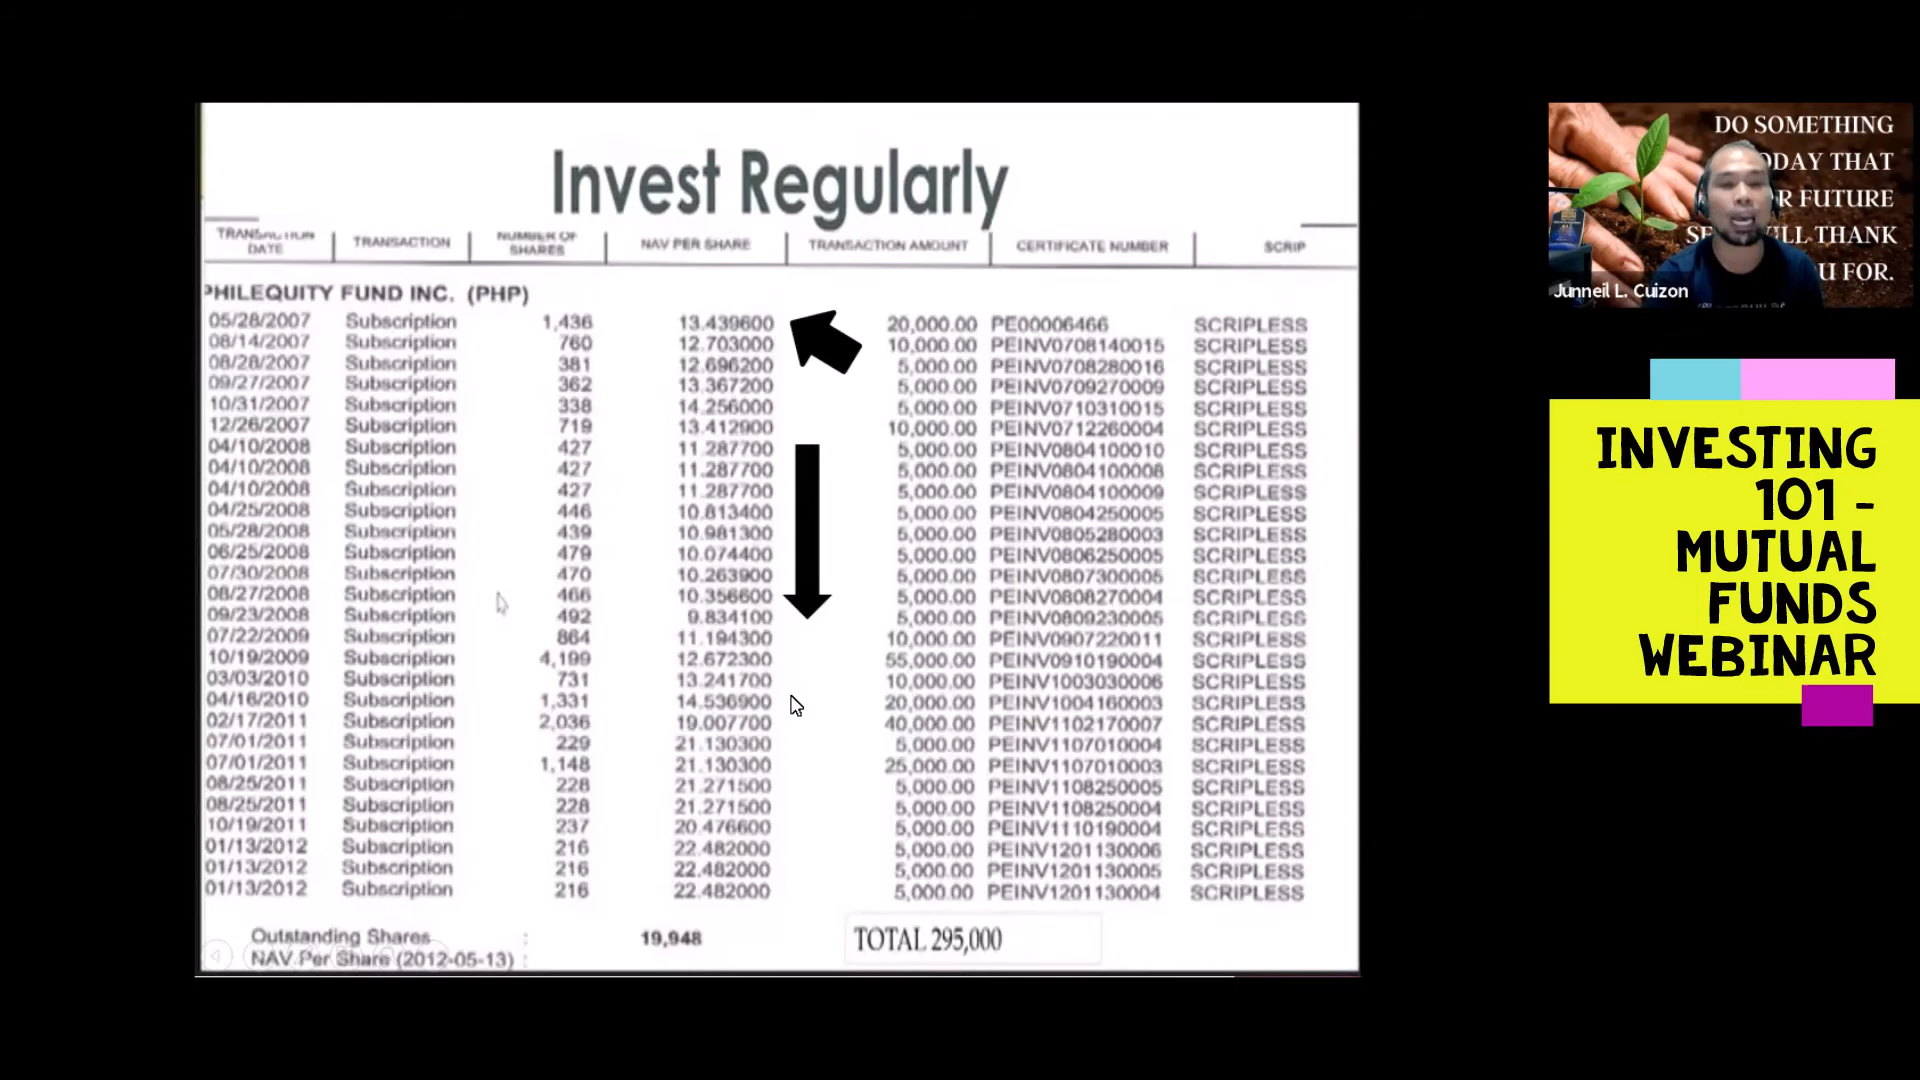 Invest Regularly
TRANSACTION DATE TRANSACTION NUMBER OF SHARES NAV PER SHARE TRANSACTION AMOUNT CERTIFICATE NUMBER SCRIP
PHILEQUITY FUND INC. (PHP)
05/28/2007 Subscription 1,436 13.439600 20,000.00 PE00006466 SCRIPLESS
08/14/2007 Subscription 760 12.703000 10,000.00 PEINV0708140015 SCRIPLESS
08/28/2007 Subscription 381 12.696200 5,000.00 PEINV0708280016 SCRIPLESS
09/27/2007 Subscription 362 13.367200 5,000.00 PEINV0709270009 SCRIPLESS
10/31/2007 Subscription 338 14.256000 5,000.00 PEINV0710310015 SCRIPLESS
12/26/2007 Subscription 719 13.412900 10,000.00 PEINV0712260004 SCRIPLESS
04/10/2008 Subscription 427 11.287700 5,000.00 PEINV0804100010 SCRIPLESS
04/10/2008 Subscription 427 11.287700 5,000.00 PEINV0804100008 SCRIPLESS
04/10/2008 Subscription 427 11.287700 5,000.00 PEINV0804100009 SCRIPLESS
04/25/2008 Subscription 446 10.813400 5,000.00 PEINV0804250005 SCRIPLESS
05/28/2008 Subscription 439 10.981300 5,000.00 PEINV0805280003 SCRIPLESS
06/25/2008 Subscription 479 10.074400 5,000.00 PEINV0806250005 SCRIPLESS
07/30/2008 Subscription 470 10.263900 5,000.00 PEINV0807300005 SCRIPLESS
08/27/2008 Subscription 466 10.356600 5,000.00 PEINV0808270004 SCRIPLESS
09/23/2008 Subscription 492 9.834100 5,000.00 PEINV0809230005 SCRIPLESS
07/22/2009 Subscription 864 11.194300 10,000.00 PEINV0907220011 SCRIPLESS
10/19/2009 Subscription 4,199 12.672300 55,000.00 PEINV0910190004 SCRIPLESS
03/03/2010 Subscription 731 13.241700 10,000.00 PEINV1003030006 SCRIPLESS
04/16/2010 Subscription 1,331 14.536900 20,000.00 PEINV1004160003 SCRIPLESS
02/17/2011 Subscription 2,036 19.007700 40,000.00 PEINV1102170007 SCRIPLESS
07/01/2011 Subscription 229 21.130300 5,000.00 PEINV1107010004 SCRIPLESS
07/01/2011 Subscription 1,148 21.130300 25,000.00 PEINV1107010003 SCRIPLESS
08/25/2011 Subscription 228 21.271500 5,000.00 PEINV1108250005 SCRIPLESS
08/25/2011 Subscription 228 21.271500 5,000.00 PEINV1108250004 SCRIPLESS
10/19/2011 Subscription 237 20.476600 5,000.00 PEINV1110190004 SCRIPLESS
01/13/2012 Subscription 216 22.482000 5,000.00 PEINV1201130006 SCRIPLESS
01/13/2012 Subscription 216 22.482000 5,000.00 PEINV1201130005 SCRIPLESS
01/13/2012 Subscription 216 22.482000 5,000.00 PEINV1201130004 SCRIPLESS
Outstanding Shares : 19,948 TOTAL 295,000
NAV Per Share (2012-05-13) :
DO SOMETHING
ODAY THAT
R FUTURE
SE ILL THANK
U FOR.
Junneil L. Cuizon
INVESTING
101 -
MUTUAL
FUNDS
WEBINAR